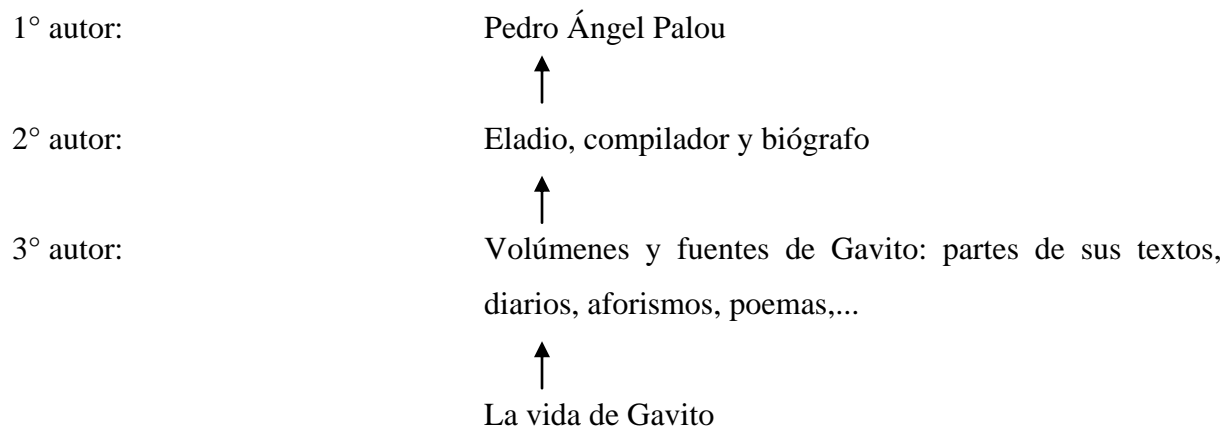 1° autor: Pedro Ángel Palou
2° autor: Eladio, compilador y biógrafo
3° autor: Volúmenes y fuentes de Gavito: partes de sus textos,
diarios, aforismos, poemas,...
La vida de Gavito